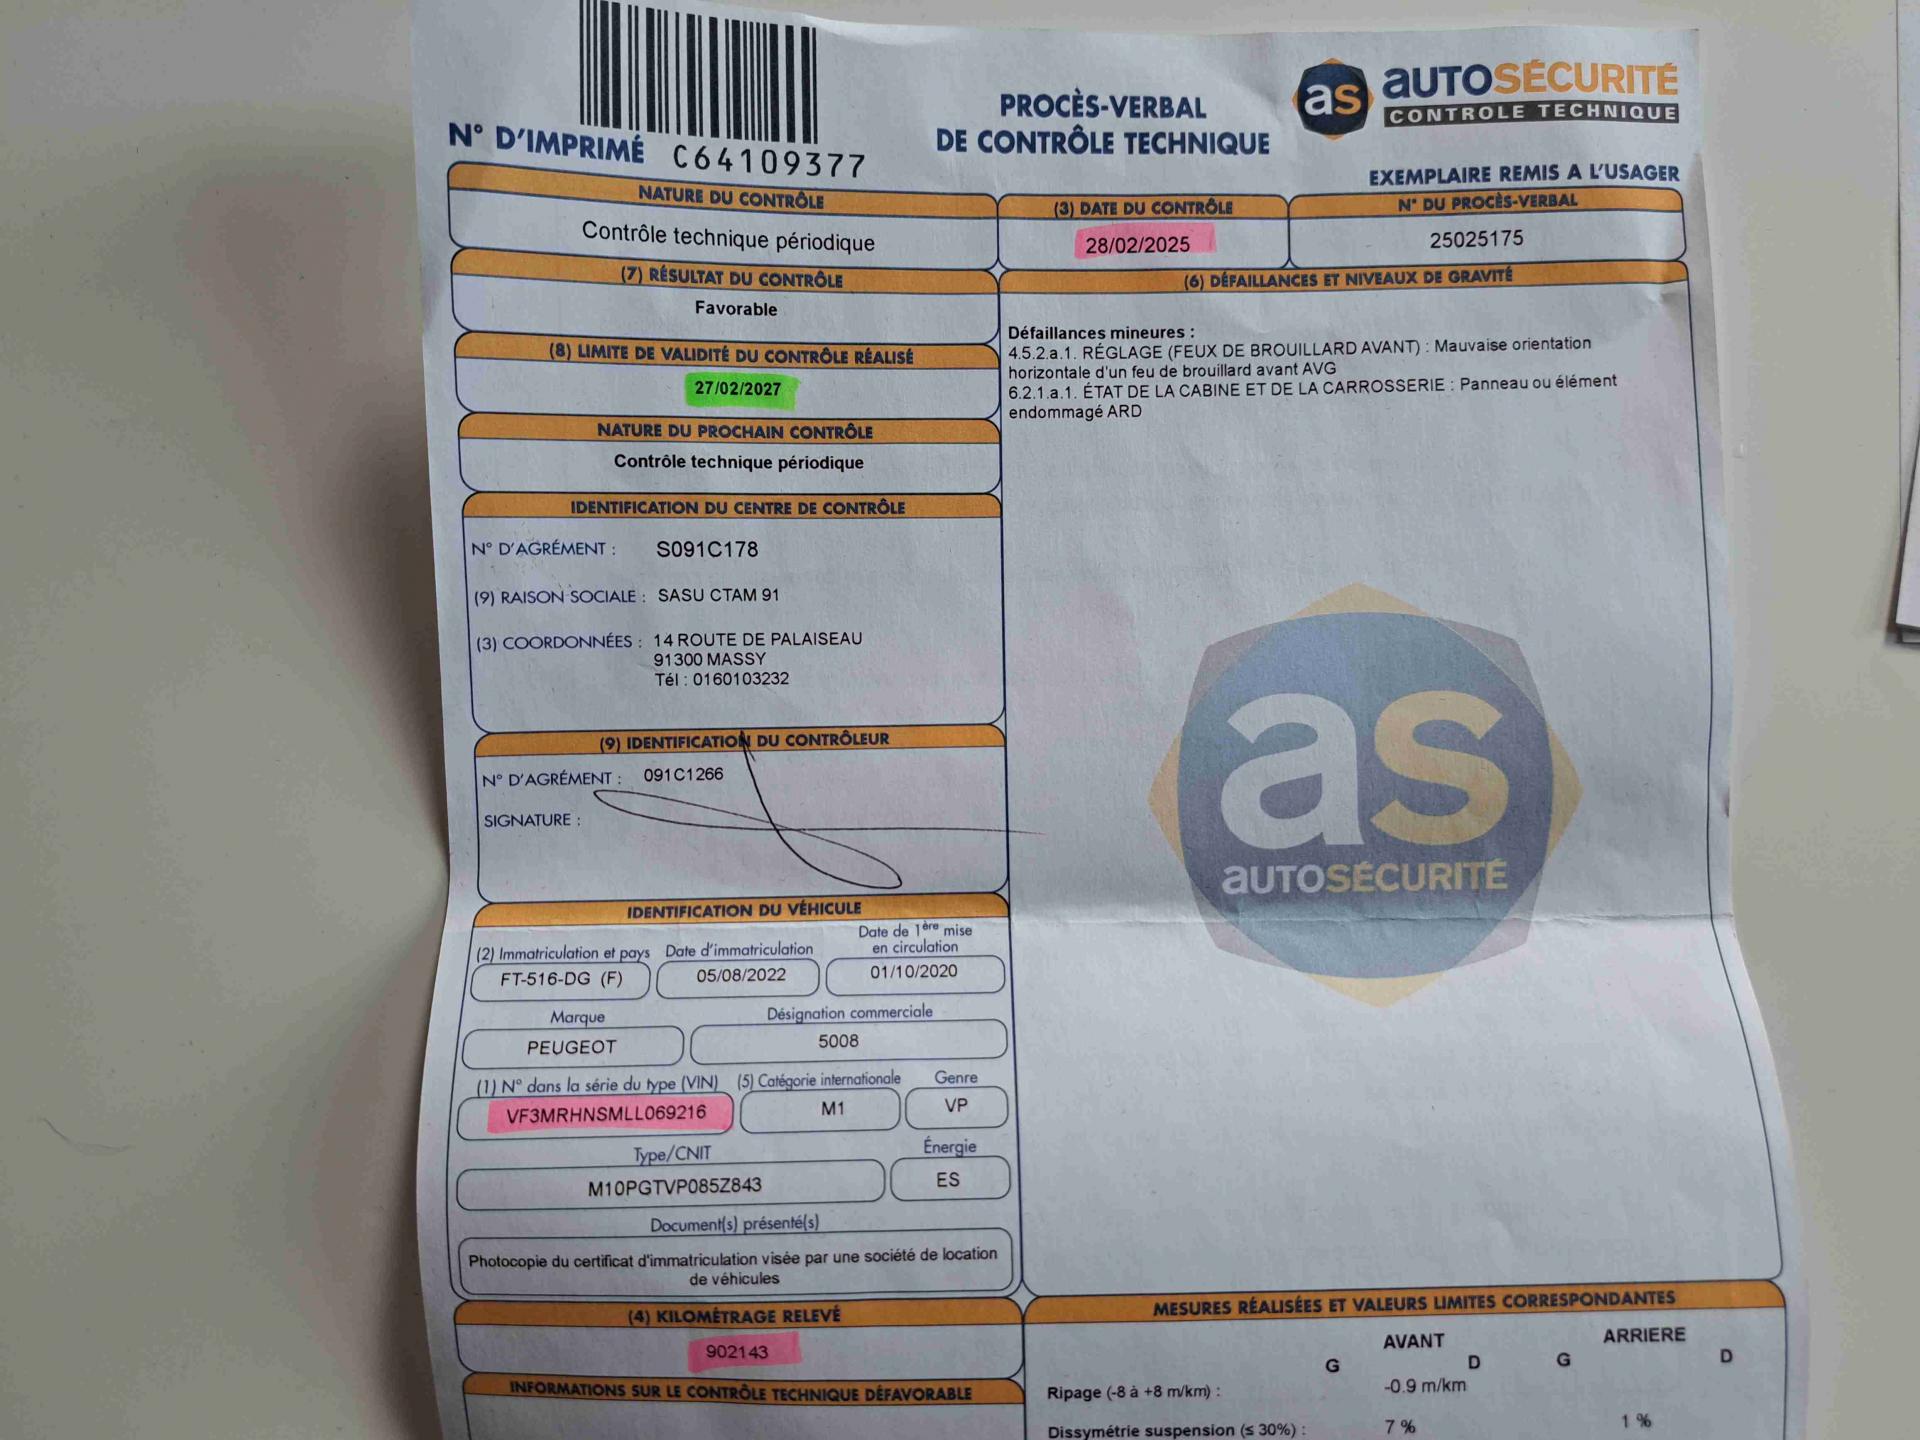 N° D'IMPRIMÉ C64109377
PROCÈS-VERBAL
DE CONTRÔLE TECHNIQUE
as AUTOSÉCURITÉ
CONTROLE TECHNIQUE
EXEMPLAIRE REMIS A L'USAGER
NATURE DU CONTRÔLE
Contrôle technique périodique
(3) DATE DU CONTRÔLE
28/02/2025
N° DU PROCÈS-VERBAL
25025175
(7) RÉSULTAT DU CONTRÔLE
Favorable
(8) LIMITE DE VALIDITÉ DU CONTRÔLE RÉALISÉ
27/02/2027
NATURE DU PROCHAIN CONTRÔLE
Contrôle technique périodique
(6) DÉFAILLANCES ET NIVEAUX DE GRAVITÉ
Défaillances mineures :
4.5.2.a.1. RÉGLAGE (FEUX DE BROUILLARD AVANT) : Mauvaise orientation
horizontale d'un feu de brouillard avant AVG
6.2.1.a.1. ÉTAT DE LA CABINE ET DE LA CARROSSERIE : Panneau ou élément
endommagé ARD
as
AUTOSÉCURITÉ
IDENTIFICATION DU CENTRE DE CONTRÔLE
N° D'AGRÉMENT : S091C178
(9) RAISON SOCIALE : SASU CTAM 91
(3) COORDONNÉES : 14 ROUTE DE PALAISEAU
91300 MASSY
Tél : 0160103232
(9) IDENTIFICATION DU CONTRÔLEUR
N° D'AGRÉMENT : 091C1266
SIGNATURE :
IDENTIFICATION DU VÉHICULE
(2) Immatriculation et pays
FT-516-DG (F)
Date d'immatriculation
05/08/2022
Date de 1ère mise
en circulation
01/10/2020
Marque
PEUGEOT
Désignation commerciale
5008
(1) N° dans la série du type (VIN)
VF3MRHNSMLL069216
(5) Catégorie internationale
M1
Genre
VP
Type/CNIT
M10PGTVP085Z843
Énergie
ES
Document(s) présenté(s)
Photocopie du certificat d'immatriculation visée par une société de location
de véhicules
(4) KILOMÉTRAGE RELEVÉ
902143
INFORMATIONS SUR LE CONTRÔLE TECHNIQUE DÉFAVORABLE
MESURES RÉALISÉES ET VALEURS LIMITES CORRESPONDANTES
AVANT ARRIERE
G D G D
Ripage (-8 à +8 m/km) : -0.9 m/km
Dissymétrie suspension (≤ 30%) : 7 % 1 %